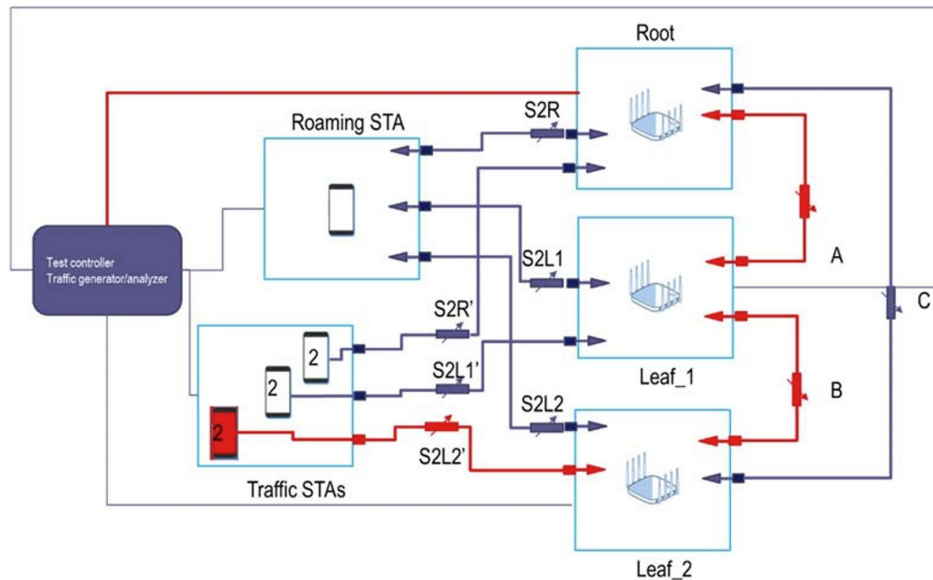 Root
S2R
Roaming STA
Test controller
Traffic generator/analyzer
S2L1
A
C
S2R’
2
2
S2L1’
Leaf_1
B
2
S2L2
S2L2’
Traffic STAs
Leaf_2